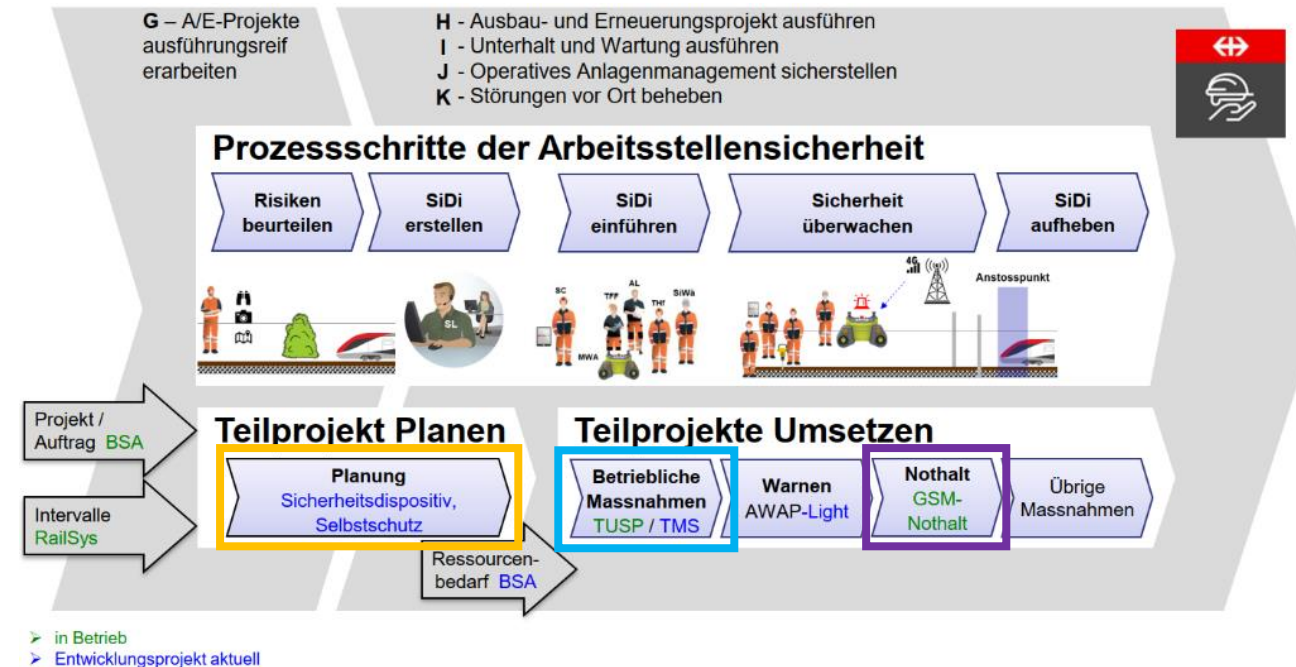 G – A/E-Projekte
ausführungsreif
erarbeiten
H - Ausbau- und Erneuerungsprojekt ausführen
I - Unterhalt und Wartung ausführen
J - Operatives Anlagenmanagement sicherstellen
K - Störungen vor Ort beheben
Prozessschritte der Arbeitsstellensicherheit
Risiken
beurteilen
SiDi
erstellen
SiDi
einführen
Sicherheit
überwachen
SiDi
aufheben
SL
SC
TFF
AL
THf
SiWä
MWA
4G
Anstosspunkt
Projekt /
Auftrag BSA
Intervalle
RailSys
Teilprojekt Planen
Planung
Sicherheitsdispositiv,
Selbstschutz
Ressourcen-
bedarf BSA
Teilprojekte Umsetzen
Betriebliche
Massnahmen
TUSP / TMS
Warnen
AWAP-Light
Nothalt
GSM-
Nothalt
Übrige
Massnahmen
➢ in Betrieb
➢ Entwicklungsprojekt aktuell